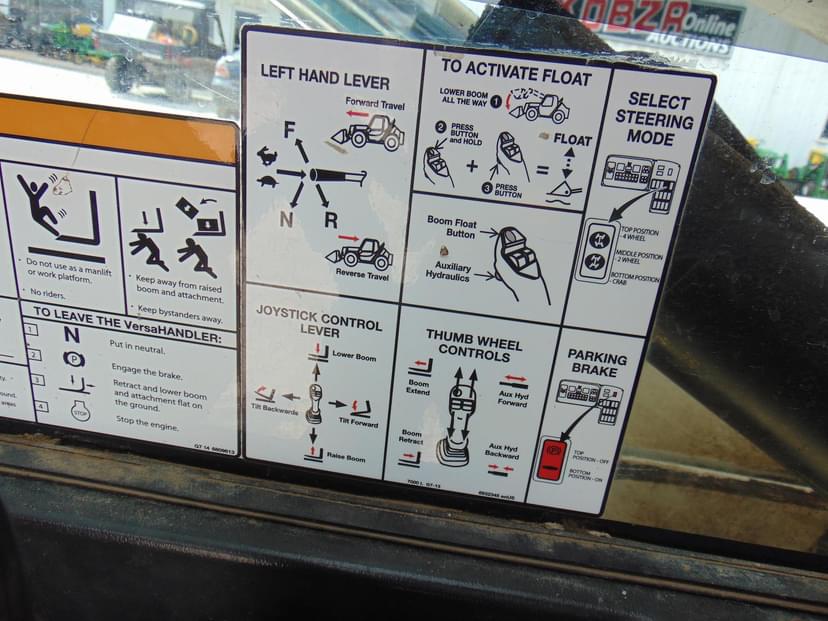 KOBZA Online
AUCTIONS
Do not use as a manlift
or work platform.
No riders.
Keep away from raised
boom and attachment.
Keep bystanders away.
TO LEAVE THE VersaHANDLER:
1 N Put in neutral.
2 P Engage the brake.
3 Retract and lower boom
and attachment flat on
the ground.
4 STOP Stop the engine.
G7 14 6809613
LEFT HAND LEVER
Forward Travel
F
N R
Reverse Travel
TO ACTIVATE FLOAT
LOWER BOOM
ALL THE WAY 1
2 PRESS
BUTTON
and HOLD
+
=
FLOAT
3 PRESS
BUTTON
Boom Float
Button
Auxiliary
Hydraulics
SELECT
STEERING
MODE
TOP POSITION
- 4 WHEEL
MIDDLE POSITION
- 2 WHEEL
BOTTOM POSITION
- CRAB
JOYSTICK CONTROL
LEVER
Lower Boom
Tilt Backwards
Tilt Forward
Raise Boom
THUMB WHEEL
CONTROLS
Boom
Extend
Aux Hyd
Forward
Boom
Retract
Aux Hyd
Backward
PARKING
BRAKE
P
TOP
POSITION - OFF
BOTTOM
POSITION - ON